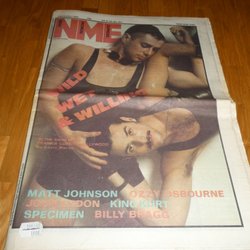 NME
WILD
WET
& WILLING
MATT JOHNSON OZZY OSBOURNE
JOHN LYDON KING KURT
SPECIMEN BILLY BRAGG